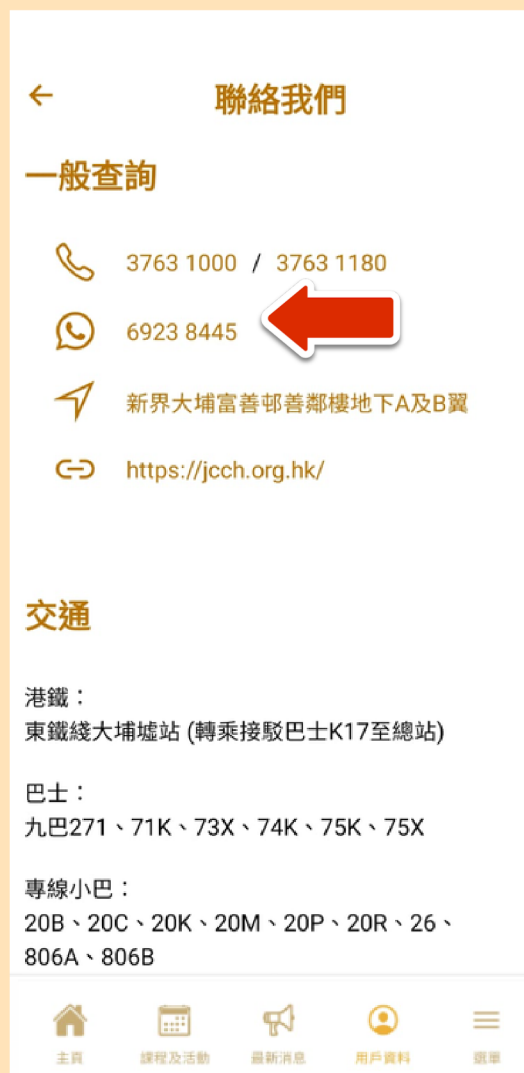 聯絡我們
一般查詢
3763 1000 / 3763 1180
6923 8445
新界大埔富善邨善鄰樓地下A及B翼
https://jcch.org.hk/
交通
港鐵：
東鐵綫大埔墟站 (轉乘接駁巴士K17至總站)
巴士：
九巴271、71K、73X、74K、75K、75X
專線小巴：
20B、20C、20K、20M、20P、20R、26、
806A、806B
主頁 課程及活動 最新消息 用戶資料 選單